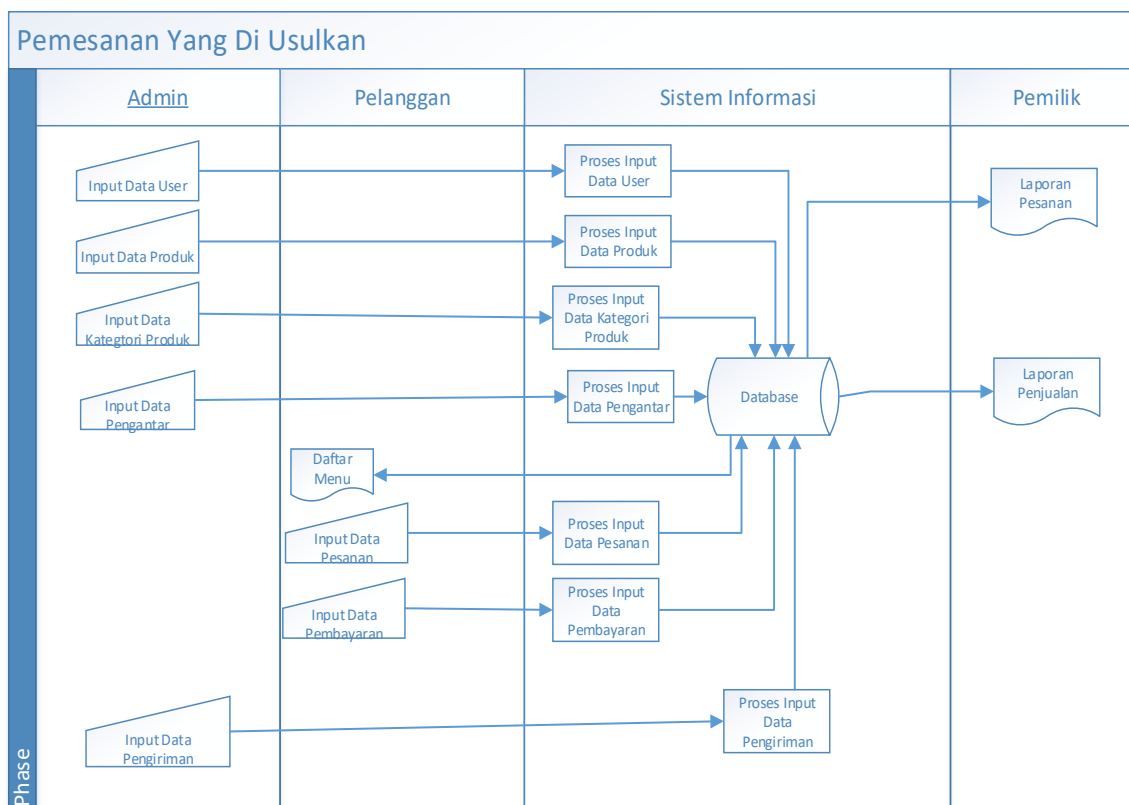 Pemesanan Yang Di Usulkan
Admin
Pelanggan
Sistem Informasi
Pemilik
Input Data User
Proses Input
Data User
Laporan
Pesanan
Input Data Produk
Proses Input
Data Produk
Input Data
Kategtori Produk
Proses Input
Data Kategori
Produk
Input Data
Pengantar
Proses Input
Data Pengantar
Database
Laporan
Penjualan
Daftar
Menu
Input Data
Pesanan
Proses Input
Data Pesanan
Input Data
Pembayaran
Proses Input
Data
Pembayaran
Input Data
Pengiriman
Proses Input
Data
Pengiriman
Phase